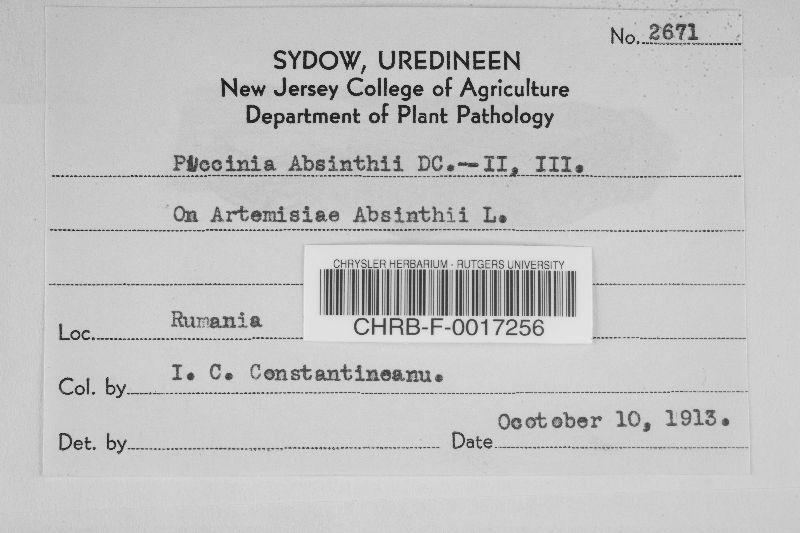 No. 2671
SYDOW, UREDINEEN
New Jersey College of Agriculture
Department of Plant Pathology
Puccinia Absinthii DC.--II, III.
On Artemisiae Absinthii L.
CHRYSLER HERBARIUM - RUTGERS UNIVERSITY
CHRB-F-0017256
Loc. Rumania
Col. by I. C. Constantineanu.
Det. by
Date Ocotober 10, 1913.